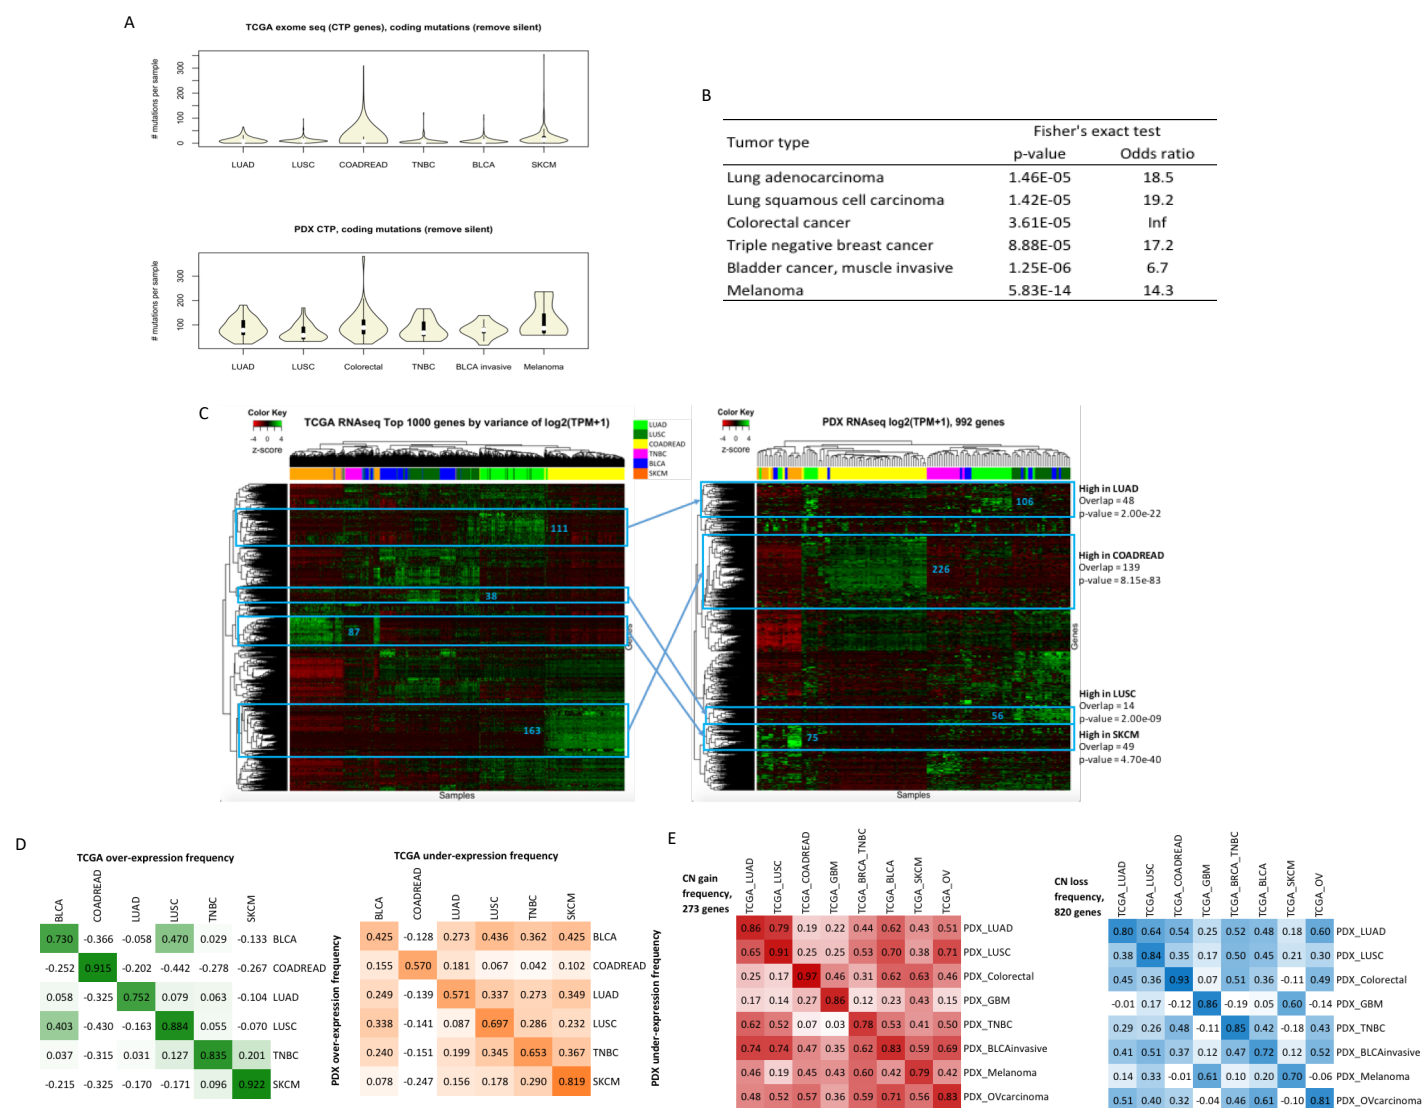 A
TCGA exome seq (CTP genes), coding mutations (remove silent)
# mutations per sample
300
200
100
0
LUAD LUSC COADREAD TNBC BLCA SKCM
PDX CTP, coding mutations (remove silent)
# mutations per sample
300
200
100
LUAD LUSC Colorectal TNBC BLCA invasive Melanoma
B
Tumor type Fisher's exact test
p-value Odds ratio
Lung adenocarcinoma 1.46E-05 18.5
Lung squamous cell carcinoma 1.42E-05 19.2
Colorectal cancer 3.61E-05 Inf
Triple negative breast cancer 8.88E-05 17.2
Bladder cancer, muscle invasive 1.25E-06 6.7
Melanoma 5.83E-14 14.3
C
Color Key
-4 0 4
z-score
TCGA RNAseq Top 1000 genes by variance of log2(TPM+1)
LUAD
LUSC
COADREAD
TNBC
BLCA
SKCM
111
38
87
163
Genes
Samples
Color Key
-4 0 4
z-score
PDX RNAseq log2(TPM+1), 992 genes
106
226
56
75
Genes
Samples
High in LUAD
Overlap = 48
p-value = 2.00e-22
High in COADREAD
Overlap = 139
p-value = 8.15e-83
High in LUSC
Overlap = 14
p-value = 2.00e-09
High in SKCM
Overlap = 49
p-value = 4.70e-40
D
TCGA over-expression frequency
BLCA COADREAD LUAD LUSC TNBC SKCM
0.730 -0.366 -0.058 0.470 0.029 -0.133 BLCA
-0.252 0.915 -0.202 -0.442 -0.278 -0.267 COADREAD
0.058 -0.325 0.752 0.079 0.063 -0.104 LUAD
0.403 -0.430 -0.163 0.884 0.055 -0.070 LUSC
0.037 -0.315 0.031 0.127 0.835 0.201 TNBC
-0.215 -0.325 -0.170 -0.171 0.096 0.922 SKCM
PDX over-expression frequency
TCGA under-expression frequency
BLCA COADREAD LUAD LUSC TNBC SKCM
0.425 -0.128 0.273 0.436 0.362 0.425 BLCA
0.155 0.570 0.181 0.067 0.042 0.102 COADREAD
0.249 -0.139 0.571 0.337 0.273 0.349 LUAD
0.338 -0.141 0.087 0.697 0.286 0.232 LUSC
0.240 -0.151 0.199 0.345 0.653 0.367 TNBC
0.078 -0.247 0.156 0.178 0.290 0.819 SKCM
PDX under-expression frequency
E
CN gain
frequency,
273 genes
TCGA_LUAD TCGA_LUSC TCGA_COADREAD TCGA_GBM TCGA_BRCA_TNBC TCGA_BLCA TCGA_SKCM TCGA_OV
0.86 0.79 0.19 0.22 0.44 0.62 0.43 0.51 PDX_LUAD
0.65 0.91 0.25 0.25 0.53 0.70 0.38 0.71 PDX_LUSC
0.25 0.17 0.97 0.46 0.31 0.62 0.63 0.46 PDX_Colorectal
0.17 0.14 0.27 0.86 0.12 0.23 0.43 0.15 PDX_GBM
0.62 0.52 0.07 0.03 0.78 0.53 0.41 0.50 PDX_TNBC
0.74 0.74 0.47 0.35 0.62 0.83 0.59 0.69 PDX_BLCAinvasive
0.46 0.19 0.45 0.43 0.60 0.42 0.79 0.42 PDX_Melanoma
0.48 0.52 0.57 0.36 0.59 0.71 0.56 0.83 PDX_OVcarcinoma
CN loss
frequency,
820 genes
TCGA_LUAD TCGA_LUSC TCGA_COADREAD TCGA_GBM TCGA_BRCA_TNBC TCGA_BLCA TCGA_SKCM TCGA_OV
0.80 0.64 0.54 0.25 0.52 0.48 0.18 0.60 PDX_LUAD
0.38 0.84 0.35 0.17 0.50 0.45 0.21 0.30 PDX_LUSC
0.45 0.36 0.93 0.07 0.51 0.36 -0.11 0.49 PDX_Colorectal
-0.01 0.17 -0.12 0.86 -0.19 0.05 0.60 -0.14 PDX_GBM
0.29 0.26 0.48 -0.11 0.85 0.42 -0.18 0.43 PDX_TNBC
0.41 0.51 0.37 0.12 0.47 0.72 0.12 0.52 PDX_BLCAinvasive
0.14 0.33 -0.01 0.61 0.10 0.20 0.70 -0.06 PDX_Melanoma
0.51 0.40 0.32 -0.04 0.46 0.61 -0.10 0.81 PDX_OVcarcinoma